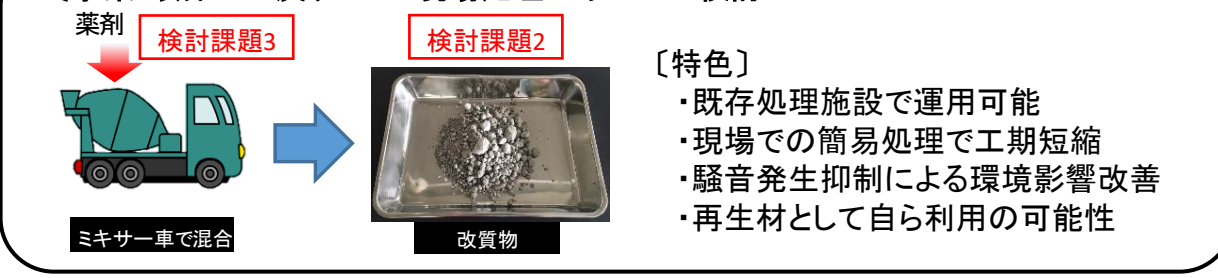 薬剤
検討課題3
検討課題2
ミキサー車で混合
改質物
〔特色〕
・既存処理施設で運用可能
・現場での簡易処理で工期短縮
・騒音発生抑制による環境影響改善
・再生材として自ら利用の可能性